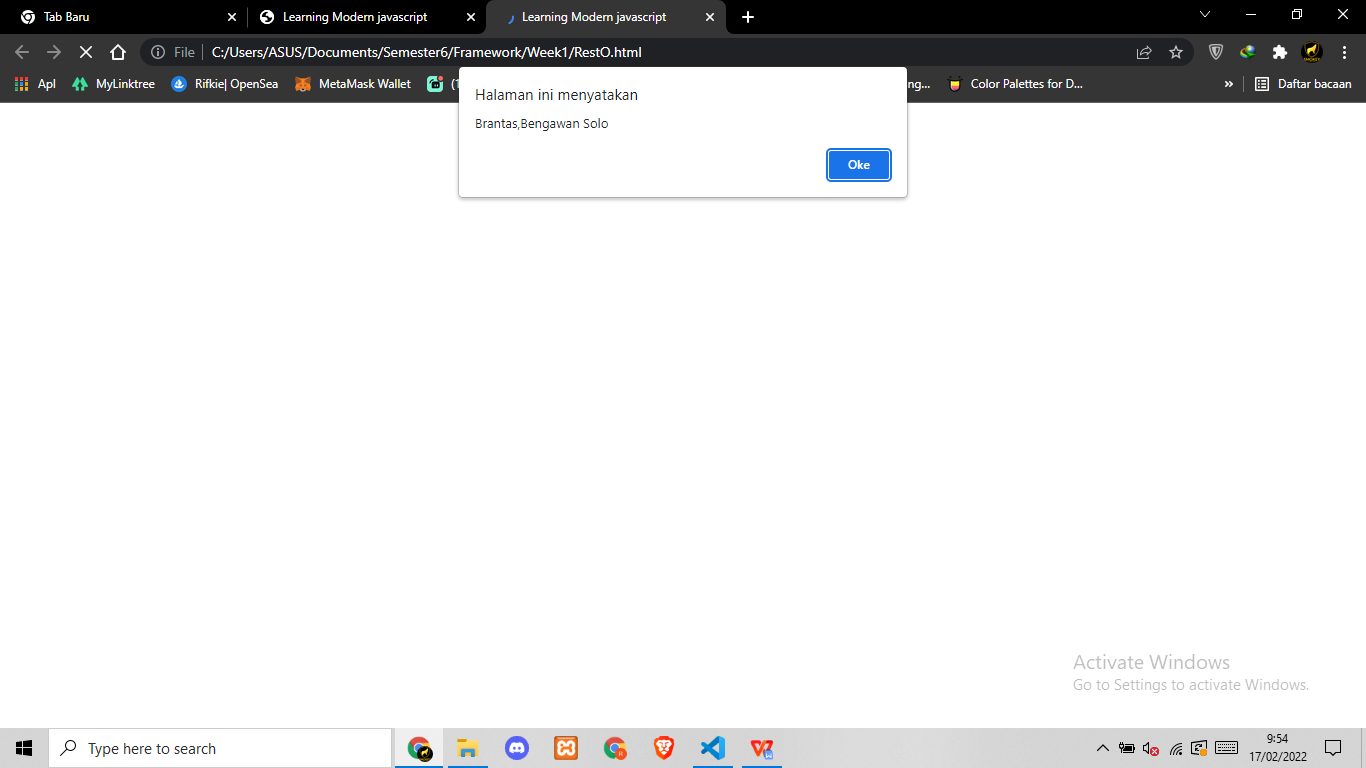 Tab Baru
Learning Modern javascript
Learning Modern javascript
File
C:/Users/ASUS/Documents/Semester6/Framework/Week1/RestO.html
Apl
MyLinktree
Rifkie| OpenSea
MetaMask Wallet
ng...
Color Palettes for D...
»
Daftar bacaan
Halaman ini menyatakan
Brantas,Bengawan Solo
Oke
Activate Windows
Go to Settings to activate Windows.
Type here to search
9:54
17/02/2022